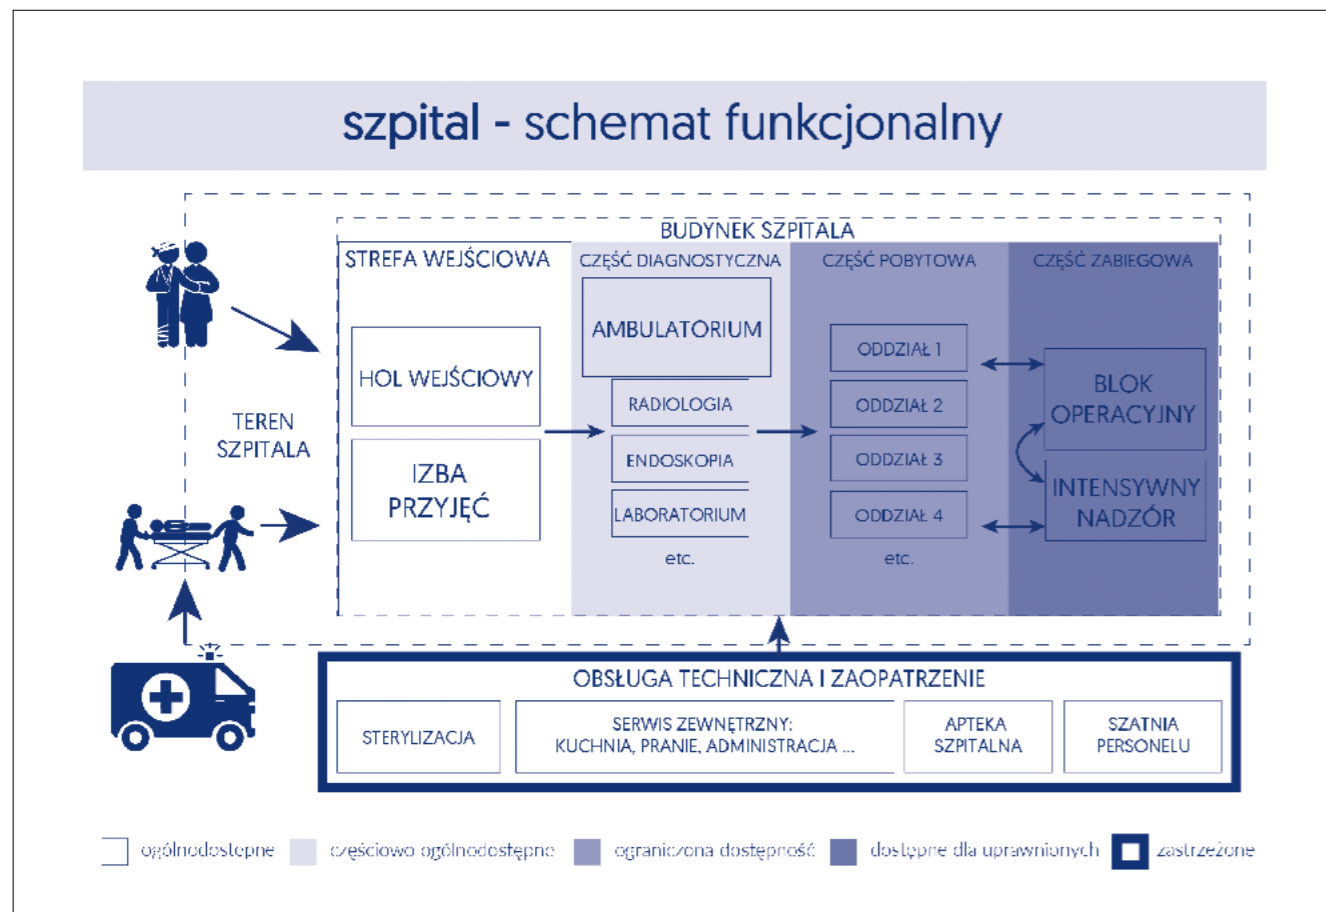 szpital - schemat funkcjonalny
BUDYNEK SZPITALA
STREFA WEJŚCIOWA
CZĘŚĆ DIAGNOSTYCZNA
CZĘŚĆ POBYTOWA
CZĘŚĆ ZABIEGOWA
HOL WEJŚCIOWY
IZBA
PRZYJĘĆ
AMBULATORIUM
RADIOLOGIA
ENDOSKOPIA
LABORATORIUM
etc.
ODDZIAŁ 1
ODDZIAŁ 2
ODDZIAŁ 3
ODDZIAŁ 4
etc.
BLOK
OPERACYJNY
INTENSYWNY
NADZÓR
TEREN
SZPITALA
OBSŁUGA TECHNICZNA I ZAOPATRZENIE
STERYLIZACJA
SERWIS ZEWNĘTRZNY:
KUCHNIA, PRANIE, ADMINISTRACJA ...
APTEKA
SZPITALNA
SZATNIA
PERSONELU
ogólnodostępne
częściowo ogólnodostępne
ograniczona dostępność
dostępne dla uprawnionych
zastrzeżone